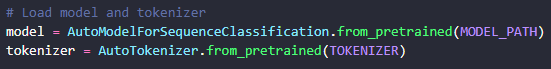 # Load model and tokenizer
model = AutoModelForSequenceClassification.from_pretrained(MODEL_PATH)
tokenizer = AutoTokenizer.from_pretrained(TOKENIZER)